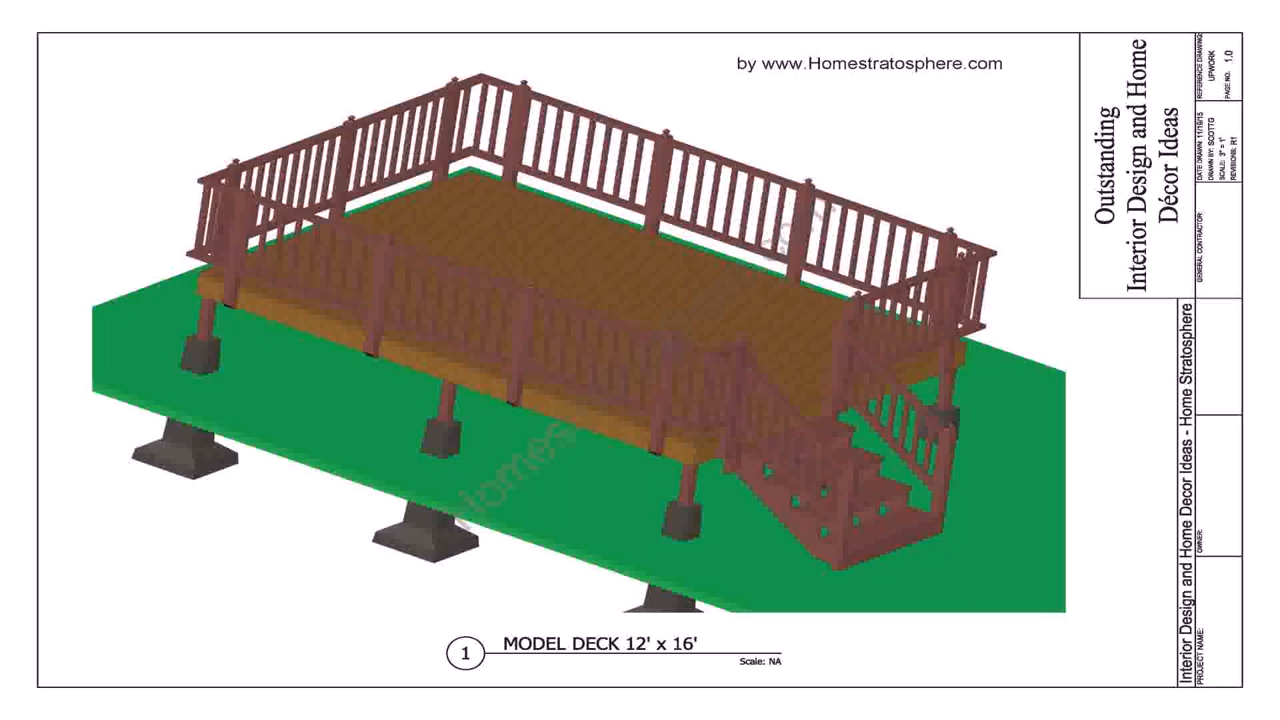 by www.Homestratosphere.com
Outstanding
Interior Design and Home
Décor Ideas
REFERENCE DRAWING:
UPWORK
PAGE NO. 1.0
DATE DRAWN: 11/19/15
DRAWN BY: SCOTTG
SCALE: 3" = 1'
REVISIONS: R1
GENERAL CONTRACTOR:
OWNER:
Interior Design and Home Decor Ideas - Home Stratosphere
PROJECT NAME:
Homes
1
MODEL DECK 12' x 16'
Scale: NA